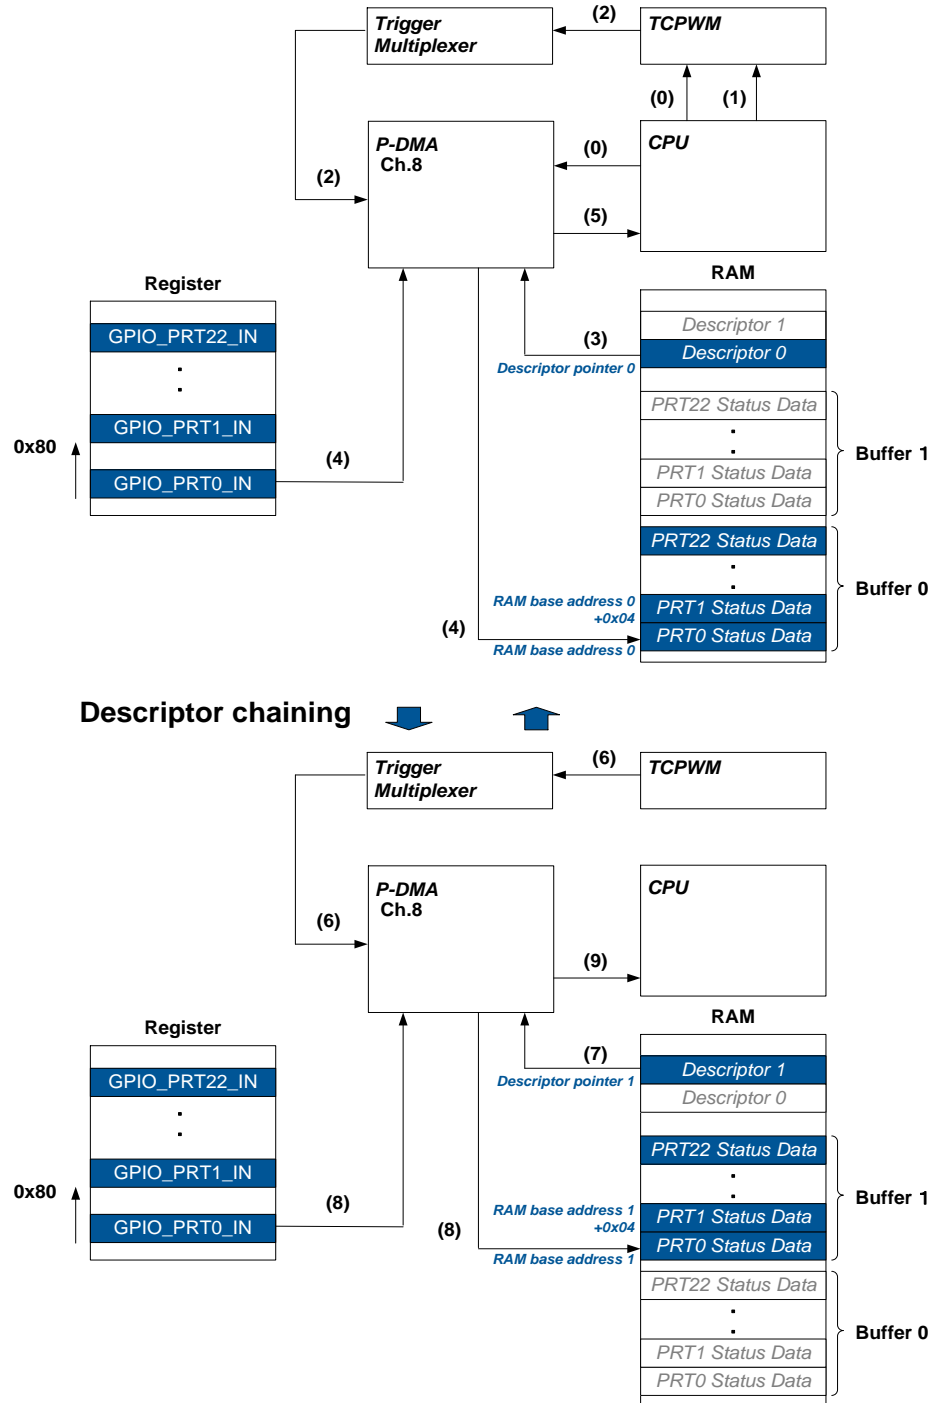 Trigger
Multiplexer
(2)
TCPWM
(0)
(1)
P-DMA
Ch.8
(0)
CPU
(2)
(5)
RAM
Register
Descriptor 1
GPIO_PRT22_IN
(3)
Descriptor 0
Descriptor pointer 0
.
.
PRT22 Status Data
GPIO_PRT1_IN
.
.
0x80
Buffer 1
(4)
PRT1 Status Data
GPIO_PRT0_IN
PRT0 Status Data
PRT22 Status Data
.
.
Buffer 0
RAM base address 0
+0x04
PRT1 Status Data
(4)
PRT0 Status Data
RAM base address 0
Descriptor chaining
Trigger
Multiplexer
(6)
TCPWM
P-DMA
Ch.8
CPU
(6)
(9)
RAM
Register
(7)
Descriptor 1
GPIO_PRT22_IN
Descriptor pointer 1
Descriptor 0
.
.
PRT22 Status Data
GPIO_PRT1_IN
.
.
0x80
Buffer 1
(8)
(8)
RAM base address 1
+0x04
PRT1 Status Data
GPIO_PRT0_IN
PRT0 Status Data
RAM base address 1
PRT22 Status Data
.
.
Buffer 0
PRT1 Status Data
PRT0 Status Data